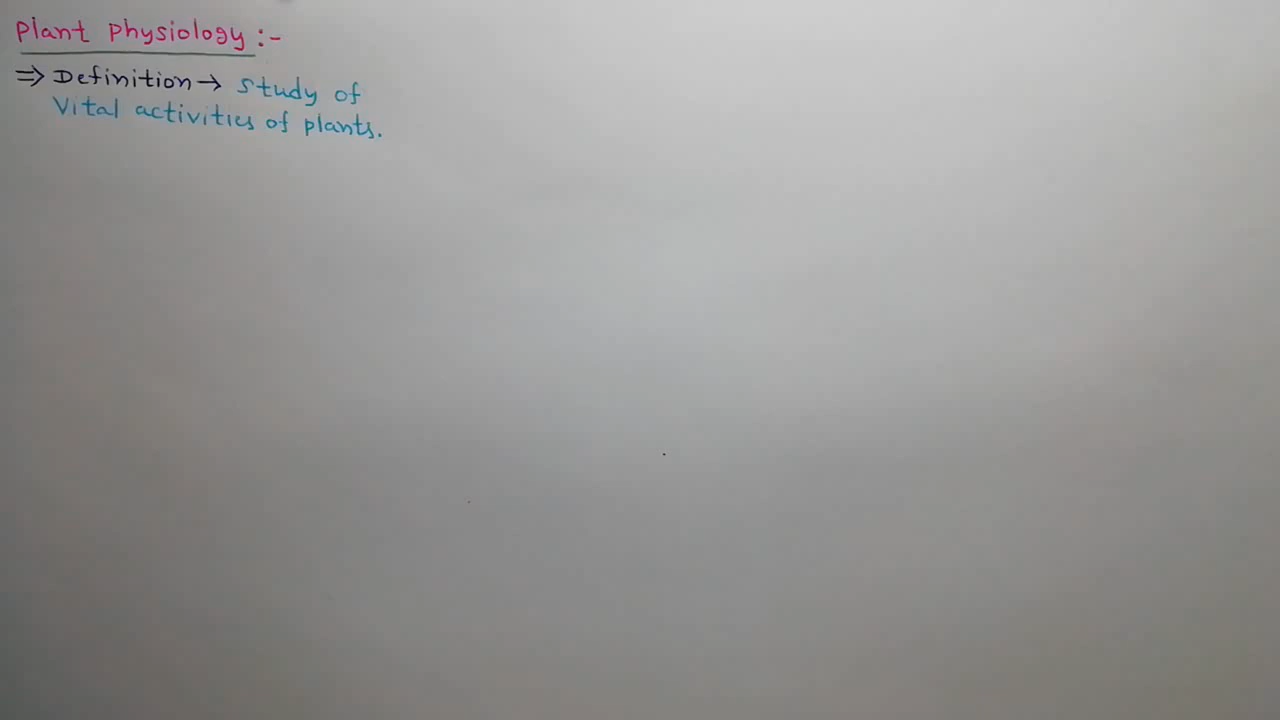 Plant Physiology :-
⇒ Definition → Study of
Vital activities of plants.